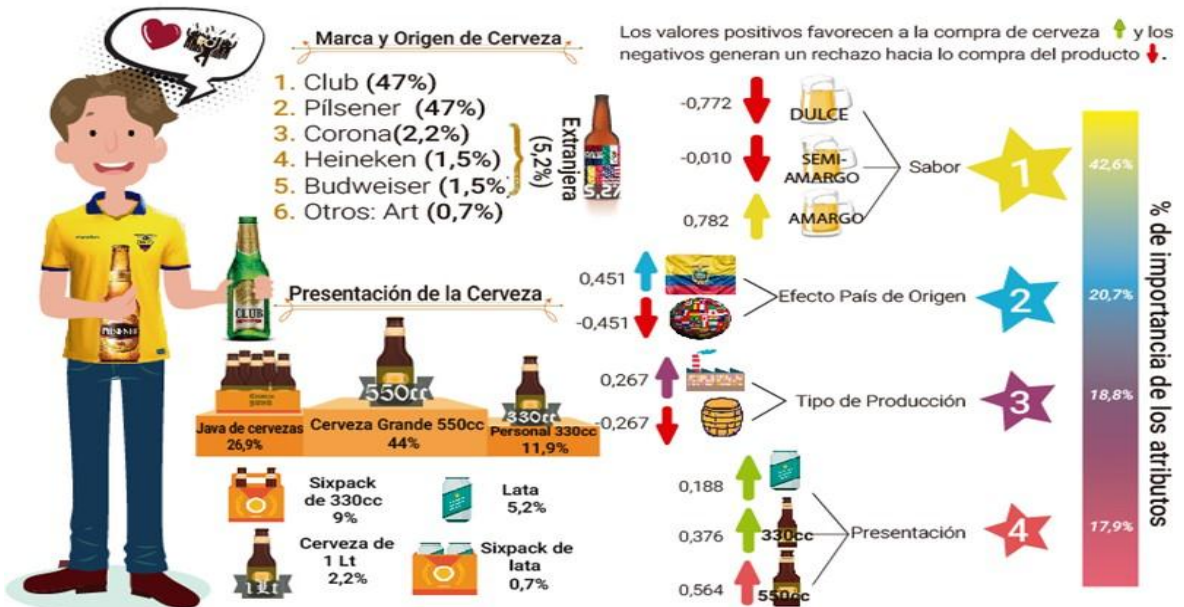 Marca y Origen de Cerveza
1. Club (47%)
2. Pílsener (47%)
3. Corona(2,2%)
4. Heineken (1,5%)
5. Budweiser (1,5%)
6. Otros: Art (0,7%)
Extranjera
(5,2%)
5,27
PILSENER
CLUB
Presentación de la Cerveza
550cc
330cc
Java de cervezas
26,9%
Cerveza Grande 550cc
44%
Personal 330cc
11,9%
Sixpack
de 330cc
9%
Lata
5,2%
1Lt
Cerveza de
1 Lt
2,2%
Sixpack de
lata
0,7%
Los valores positivos favorecen a la compra de cerveza y los
negativos generan un rechazo hacia lo compra del producto .
-0,772
DULCE
-0,010
SEMI-
AMARGO
0,782
AMARGO
Sabor
1
42,6%
0,451
-0,451
Efecto País de Origen
2
20,7%
0,267
-0,267
Tipo de Producción
3
18,8%
0,188
0,376
330cc
0,564
550cc
Presentación
4
17,9%
% de importancia de los atributos